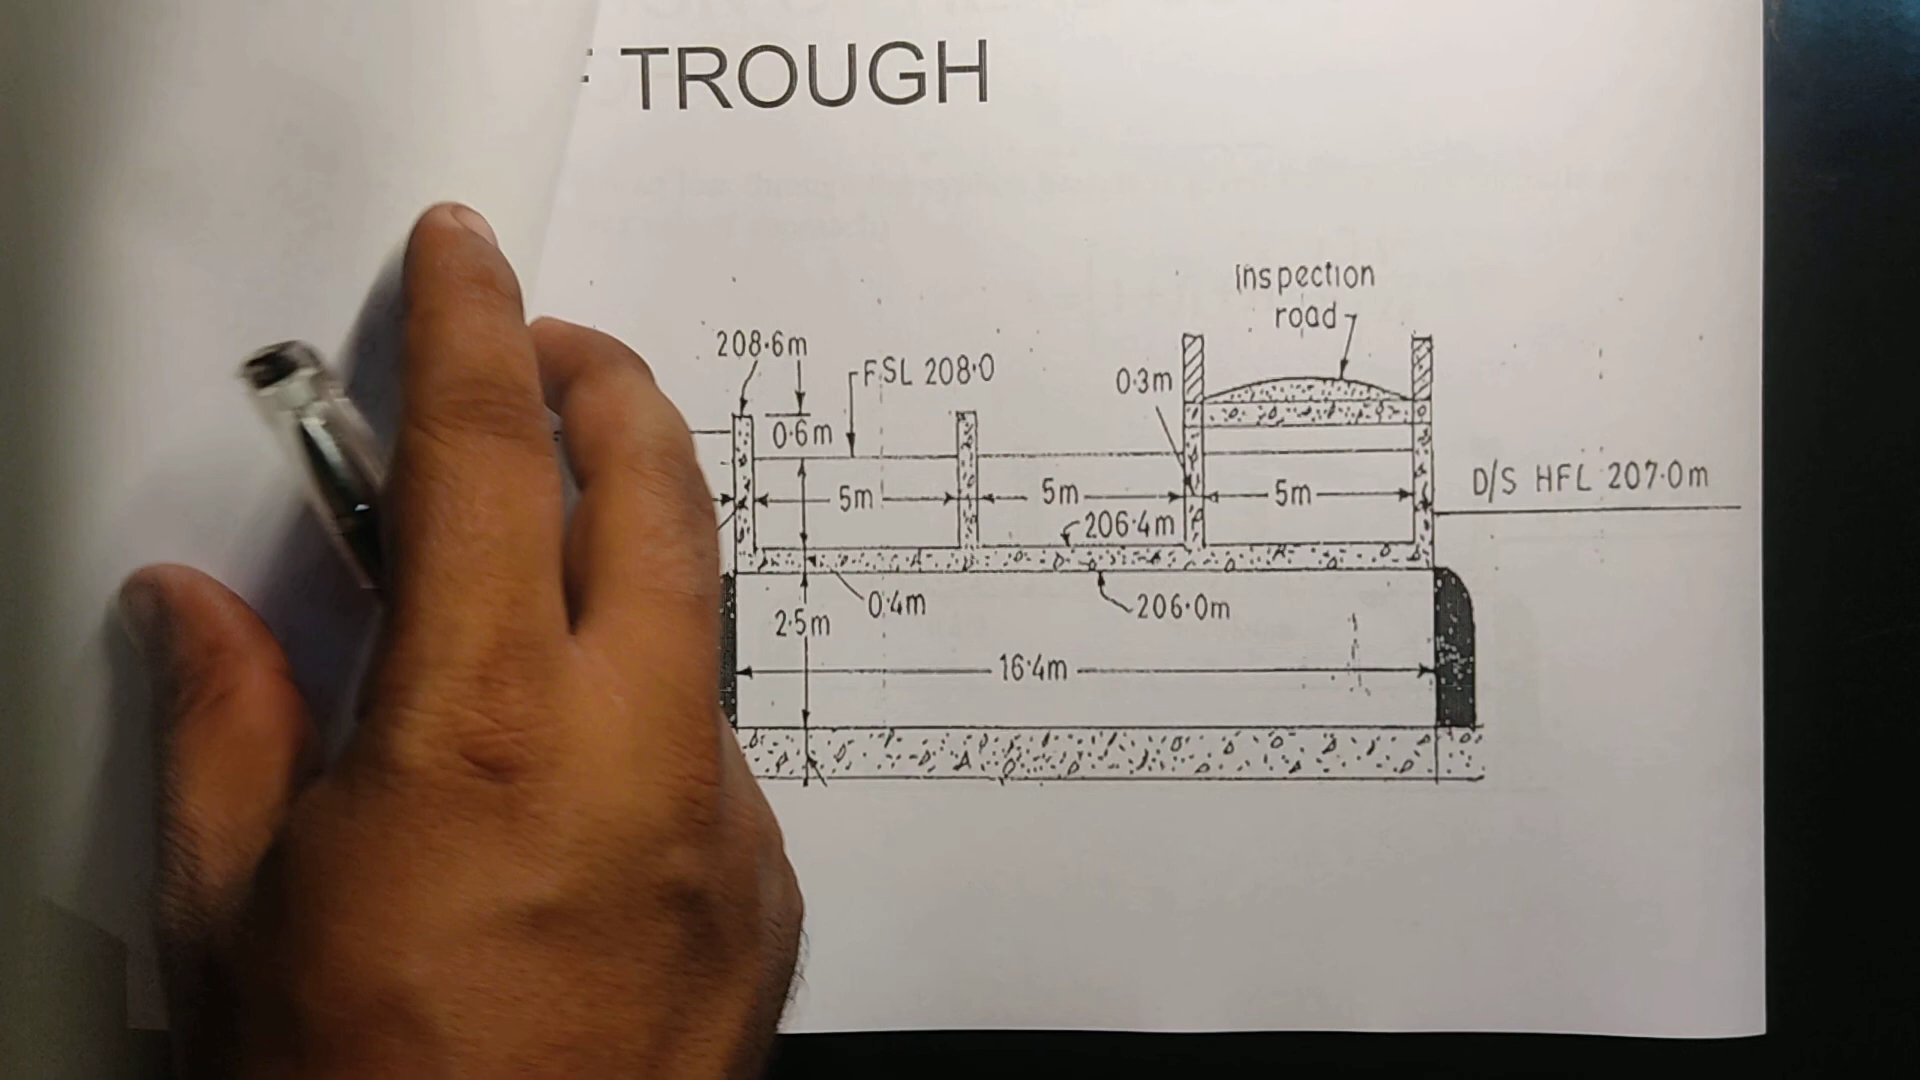 TROUGH
Inspection
road
208.6m
FSL 208.0
0.3m
0.6m
5m
5m
5m
D/S HFL 207.0m
206.4m
0.4m
206.0m
2.5m
16.4m